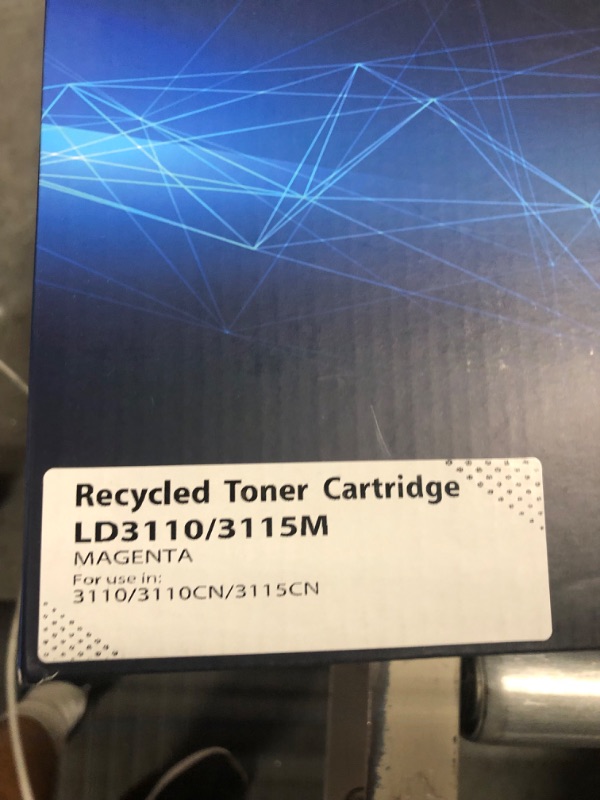 Recycled Toner Cartridge
LD3110/3115M
MAGENTA
For use in:
3110/3110CN/3115CN